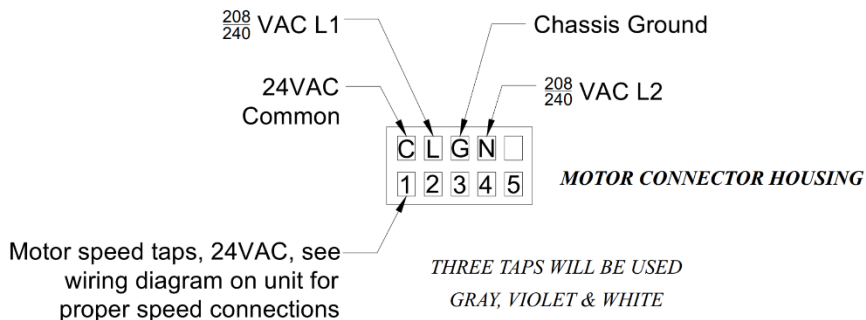 208/240 VAC L1
Chassis Ground
24VAC
Common
208/240 VAC L2
C L G N
1 2 3 4 5
MOTOR CONNECTOR HOUSING
Motor speed taps, 24VAC, see
wiring diagram on unit for
proper speed connections
THREE TAPS WILL BE USED
GRAY, VIOLET & WHITE